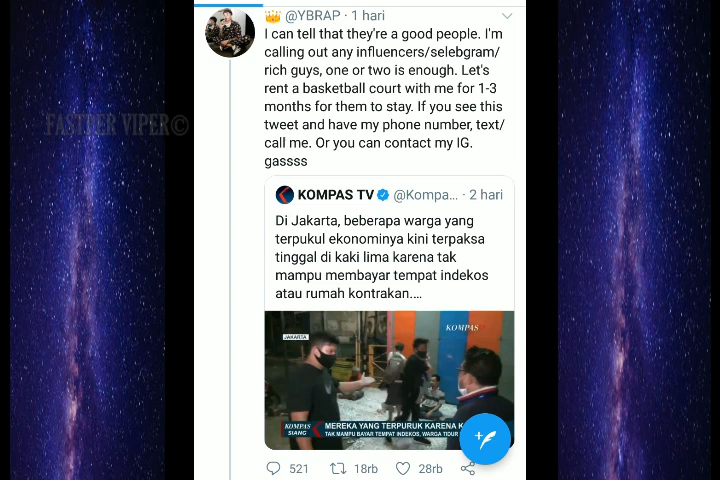 @YBRAP · 1 hari
I can tell that they're a good people. I'm
calling out any influencers/selebgram/
rich guys, one or two is enough. Let's
rent a basketball court with me for 1-3
months for them to stay. If you see this
tweet and have my phone number, text/
call me. Or you can contact my IG.
gassss
FASTPER VIPER©
KOMPAS TV @Kompa... · 2 hari
Di Jakarta, beberapa warga yang
terpukul ekonominya kini terpaksa
tinggal di kaki lima karena tak
mampu membayar tempat indekos
atau rumah kontrakan....
KOMPAS
JAKARTA
KOMPAS SIANG
MEREKA YANG TERPURUK KARENA K
TAK MAMPU BAYAR TEMPAT INDEKOS, WARGA TIDUR
521 18rb 28rb